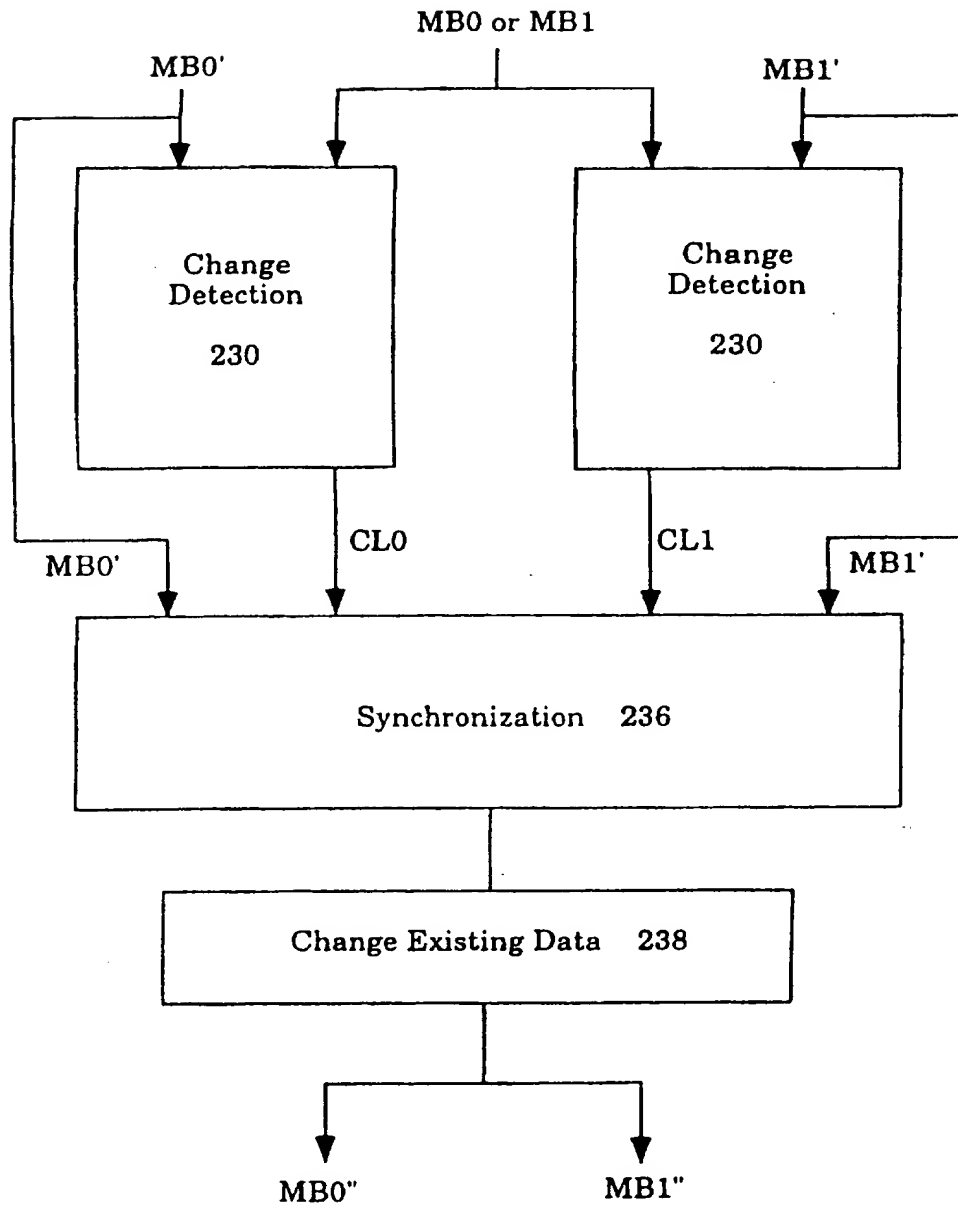 MB0 or MB1
MB0'
MB1'
Change
Detection
230
Change
Detection
230
CL0
CL1
MB0'
MB1'
Synchronization 236
Change Existing Data 238
MB0"
MB1"